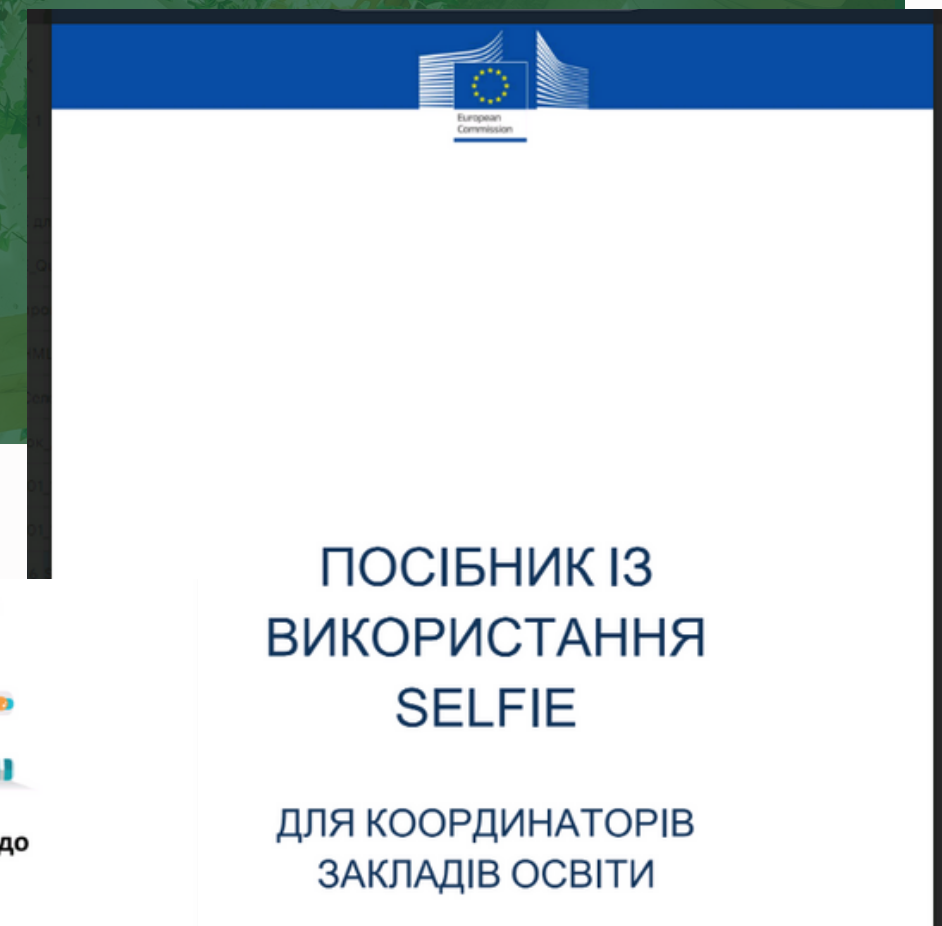 European
Commission
ПОСІБНИК ІЗ
ВИКОРИСТАННЯ
SELFIE
ДЛЯ КООРДИНАТОРІВ
ЗАКЛАДІВ ОСВІТИ
до